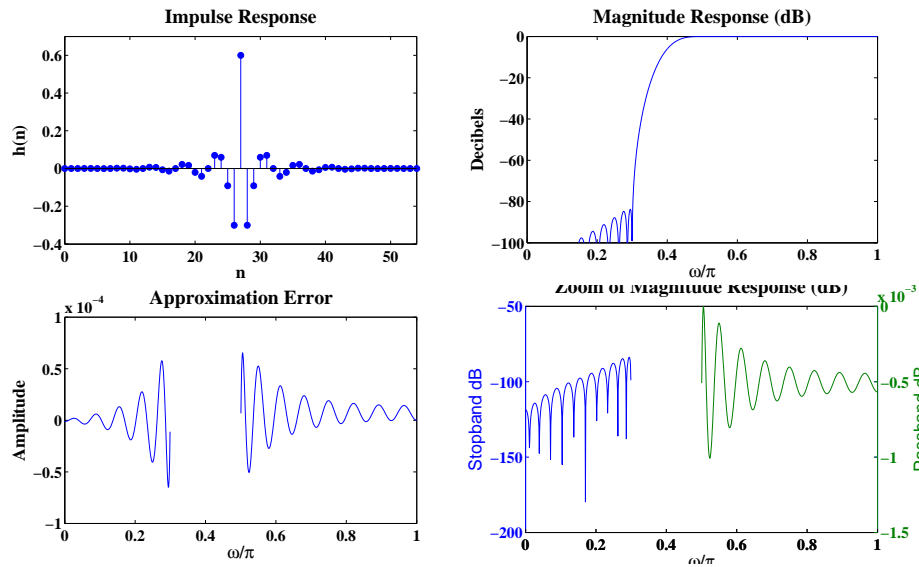 Impulse Response
h(n)
0.6
0.4
0.2
0
−0.2
−0.4
0 10 20 30 40 50
n
Magnitude Response (dB)
Decibels
0
−20
−40
−60
−80
−100
0 0.2 0.4 0.6 0.8 1
ω/π
Approximation Error
x 10−4
Amplitude
1
0.5
0
−0.5
−1
0 0.2 0.4 0.6 0.8 1
ω/π
Zoom of Magnitude Response (dB)
x 10−3
Stopband dB
−50
−100
−150
−200
0
−0.5
−1
−1.5
Passband dB
0 0.2 0.4 0.6 0.8 1
ω/π